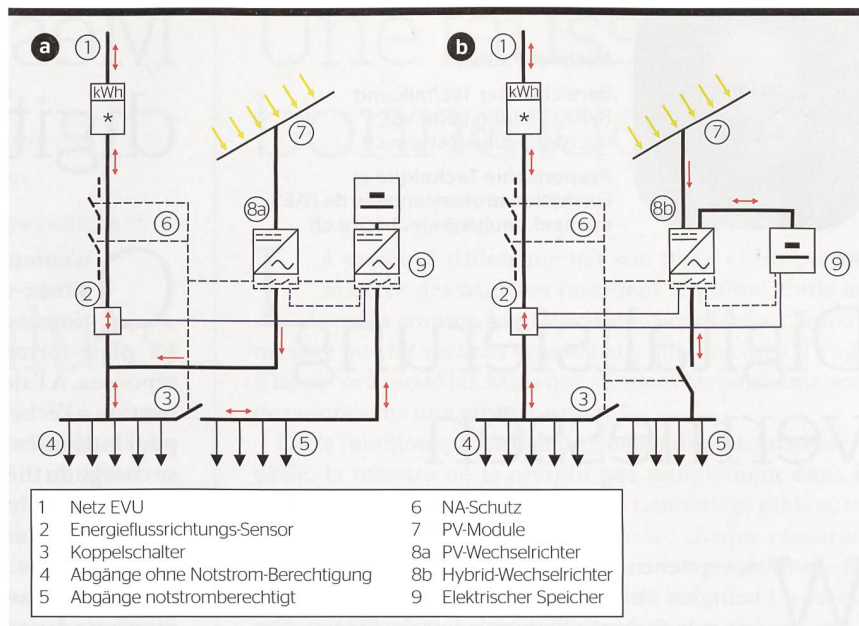 a
1
kWh
*
7
8a
6
9
2
3
4
5
b
1
kWh
*
7
8b
6
9
2
3
4
5
1 Netz EVU
2 Energieflussrichtungs-Sensor
3 Koppelschalter
4 Abgänge ohne Notstrom-Berechtigung
5 Abgänge notstromberechtigt
6 NA-Schutz
7 PV-Module
8a PV-Wechselrichter
8b Hybrid-Wechselrichter
9 Elektrischer Speicher